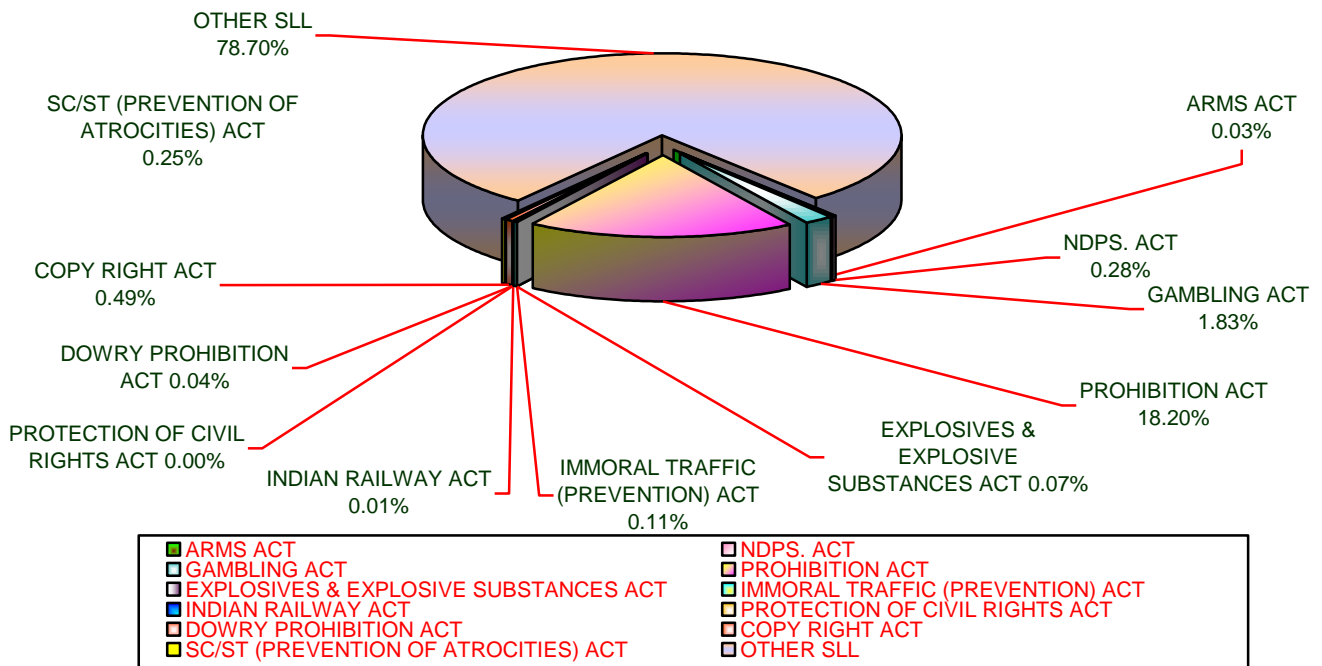 OTHER SLL
78.70%
SC/ST (PREVENTION OF
ATROCITIES) ACT
0.25%
ARMS ACT
0.03%
NDPS. ACT
0.28%
COPY RIGHT ACT
0.49%
GAMBLING ACT
1.83%
DOWRY PROHIBITION
ACT 0.04%
PROHIBITION ACT
18.20%
PROTECTION OF CIVIL
RIGHTS ACT 0.00%
INDIAN RAILWAY ACT
0.01%
IMMORAL TRAFFIC
(PREVENTION) ACT
0.11%
EXPLOSIVES &
EXPLOSIVE
SUBSTANCES ACT 0.07%
ARMS ACT
NDPS. ACT
GAMBLING ACT
PROHIBITION ACT
EXPLOSIVES & EXPLOSIVE SUBSTANCES ACT
IMMORAL TRAFFIC (PREVENTION) ACT
INDIAN RAILWAY ACT
PROTECTION OF CIVIL RIGHTS ACT
DOWRY PROHIBITION ACT
COPY RIGHT ACT
SC/ST (PREVENTION OF ATROCITIES) ACT
OTHER SLL